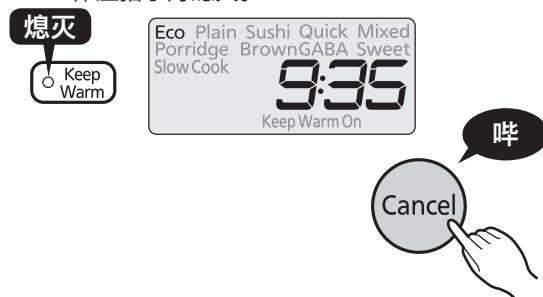 熄灭
Keep
Warm
Eco Plain Sushi Quick Mixed
Porridge BrownGABA Sweet
Slow Cook
9:35
Keep Warm On
哔
Cancel